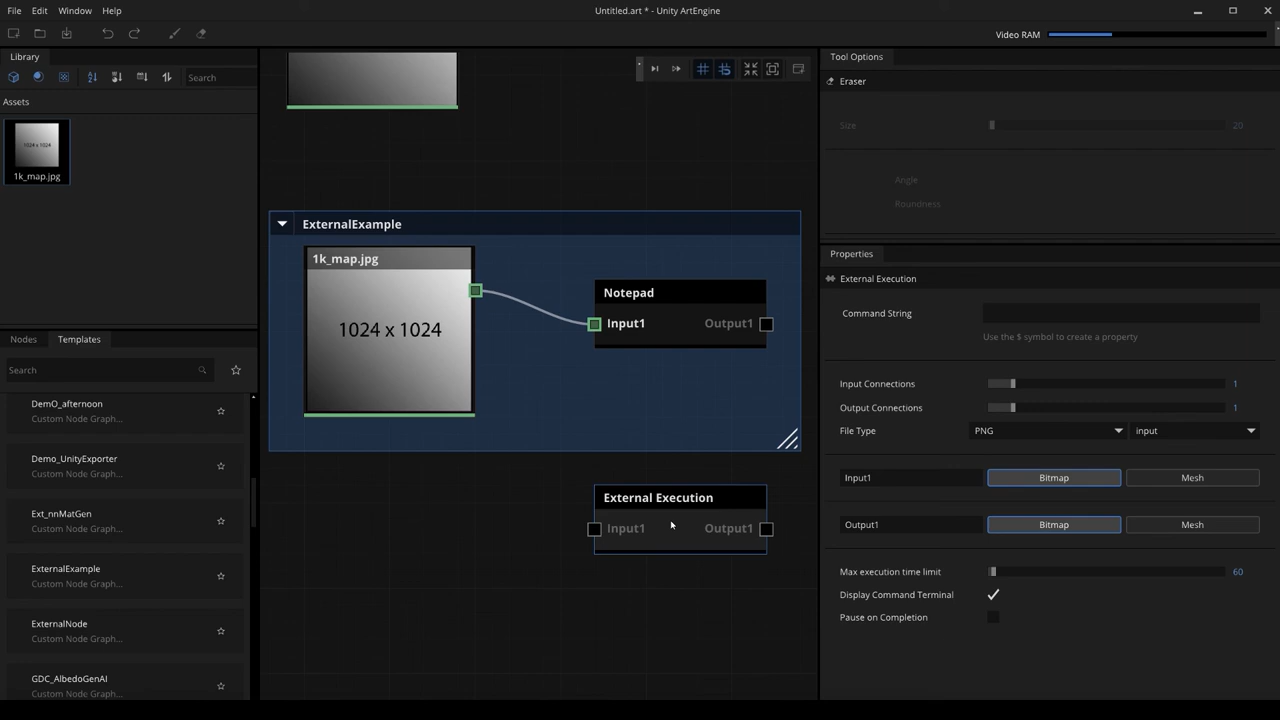 File Edit Window Help
Untitled.art * - Unity ArtEngine
Video RAM
Library
Search
Assets
1024 x 1024
1k_map.jpg
Nodes Templates
Search
DemO_afternoon
Custom Node Graph...
Demo_UnityExporter
Custom Node Graph...
Ext_nnMatGen
Custom Node Graph...
ExternalExample
Custom Node Graph...
ExternalNode
Custom Node Graph...
GDC_AlbedoGenAI
Custom Node Graph...
ExternalExample
1k_map.jpg
1024 x 1024
Notepad
Input1 Output1
External Execution
Input1 Output1
Tool Options
Eraser
Size 20
Angle
Roundness
Properties
External Execution
Command String
Use the $ symbol to create a property
Input Connections 1
Output Connections 1
File Type PNG input
Input1 Bitmap Mesh
Output1 Bitmap Mesh
Max execution time limit 60
Display Command Terminal
Pause on Completion